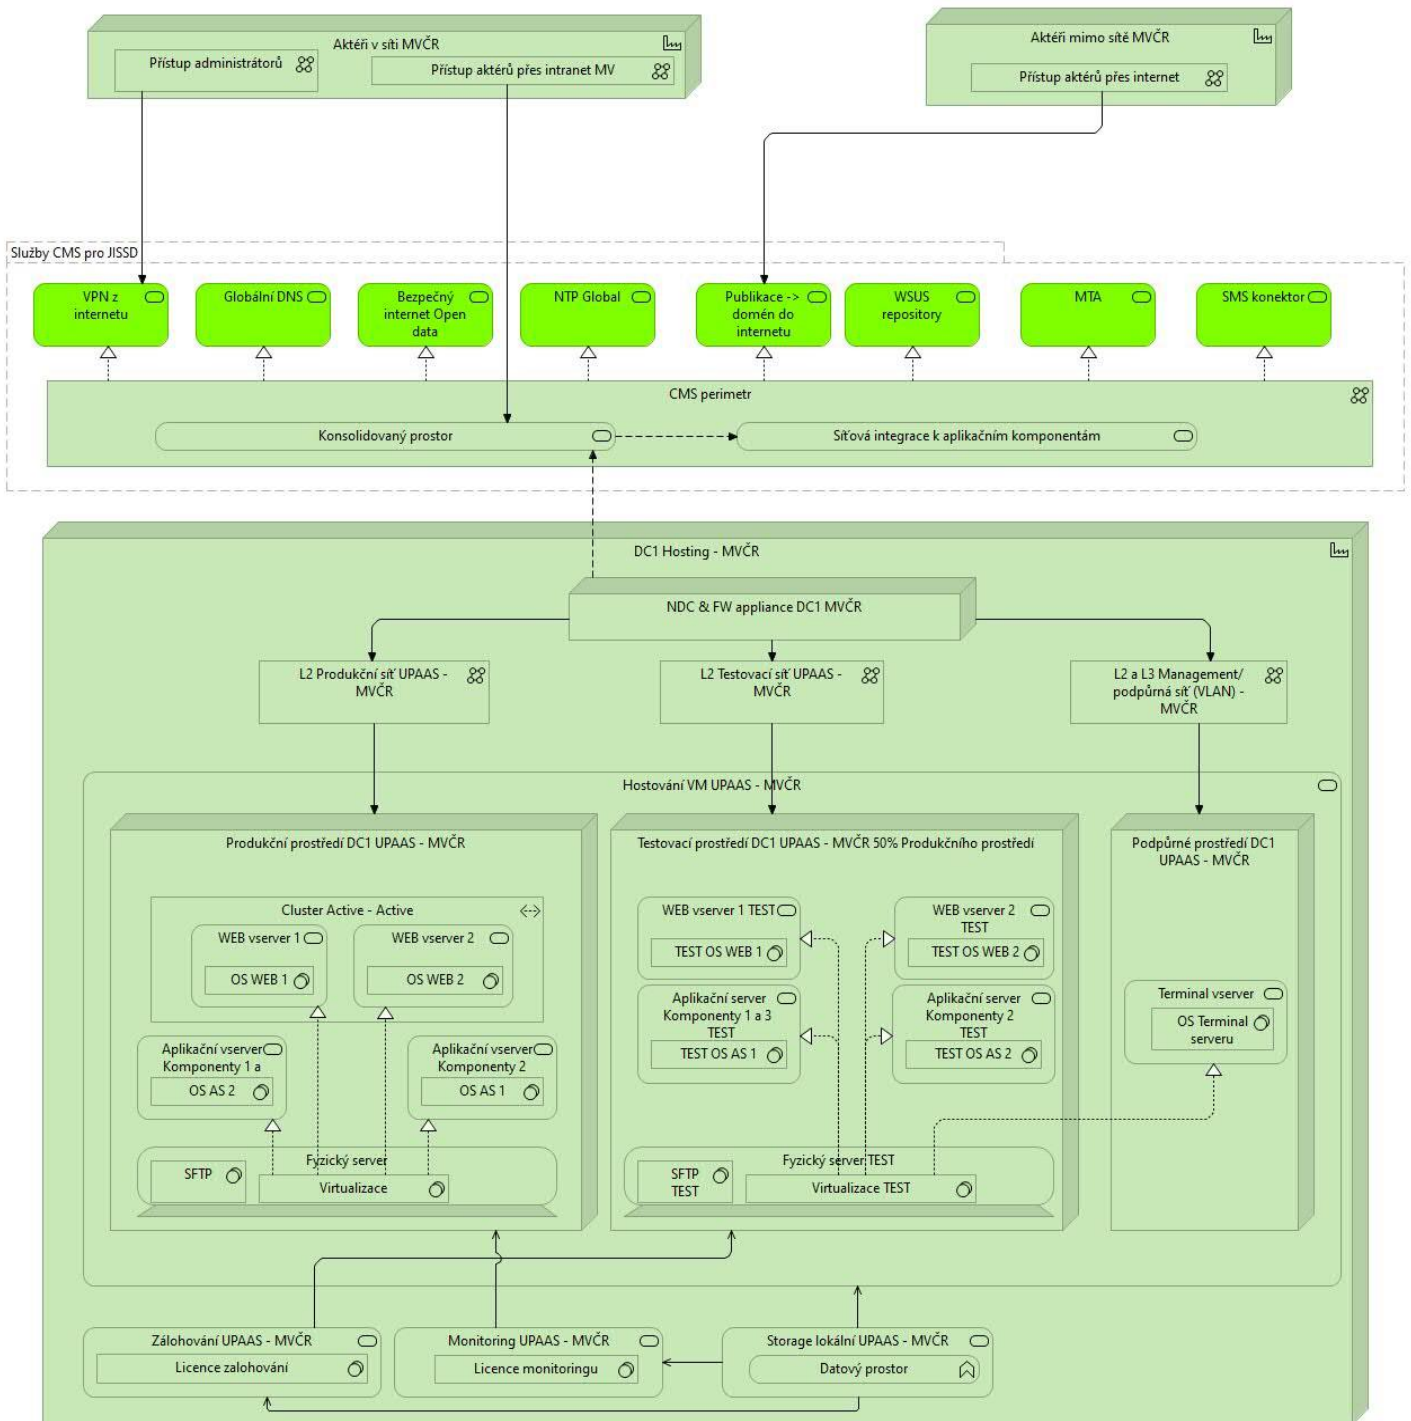 Aktéři v síti MVČR
Přístup administrátorů
Přístup aktérů přes intranet MV
Aktéři mimo sítě MVČR
Přístup aktérů přes internet
Služby CMS pro JISSD
VPN z
internetu
Globální DNS
Bezpečný
internet Open
data
NTP Global
Publikace ->
domén do
internetu
WSUS
repository
MTA
SMS konektor
CMS perimetr
Konsolidovaný prostor
Síťová integrace k aplikačním komponentám
DC1 Hosting - MVČR
NDC & FW appliance DC1 MVČR
L2 Produkční síť UPAAS -
MVČR
L2 Testovací síť UPAAS -
MVČR
L2 a L3 Management/
podpůrná síť (VLAN) -
MVČR
Hostování VM UPAAS - MVČR
Produkční prostředí DC1 UPAAS - MVČR
Cluster Active - Active
WEB vserver 1
OS WEB 1
WEB vserver 2
OS WEB 2
Aplikační vserver
Komponenty 1 a
OS AS 2
Aplikační vserver
Komponenty 2
OS AS 1
Fyzický server
SFTP
Virtualizace
Testovací prostředí DC1 UPAAS - MVČR 50% Produkčního prostředí
WEB vserver 1 TEST
TEST OS WEB 1
WEB vserver 2
TEST
TEST OS WEB 2
Aplikační server
Komponenty 1 a 3
TEST
TEST OS AS 1
Aplikační server
Komponenty 2
TEST
TEST OS AS 2
Fyzický server TEST
SFTP
TEST
Virtualizace TEST
Podpůrné prostředí DC1
UPAAS - MVČR
Terminal vserver
OS Terminal
serveru
Zálohování UPAAS - MVČR
Licence zalohování
Monitoring UPAAS - MVČR
Licence monitoringu
Storage lokální UPAAS - MVČR
Datový prostor